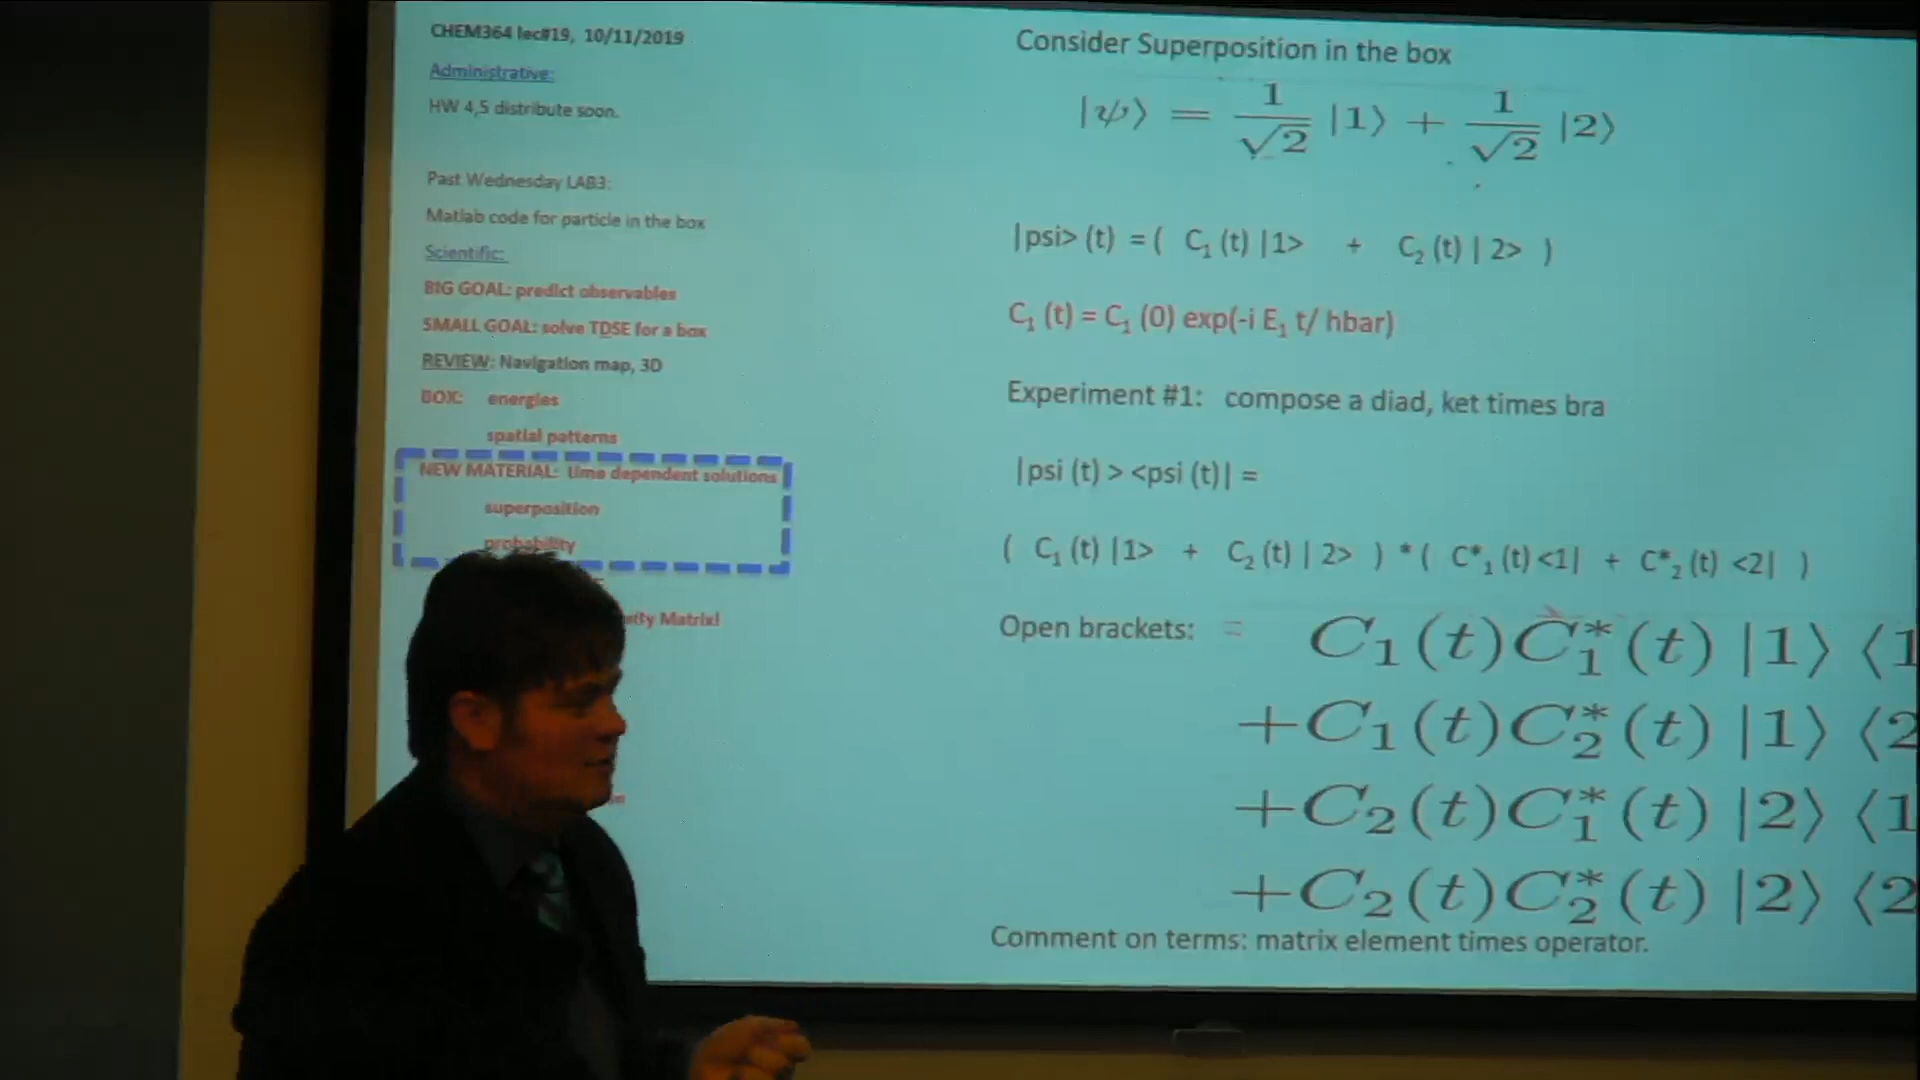 CHEM364 lec#19, 10/11/2019
Administrative:
HW 4,5 distribute soon.
Past Wednesday LAB3:
Matlab code for particle in the box
Scientific:
BIG GOAL: predict observables
SMALL GOAL: solve TDSE for a box
REVIEW: Navigation map, 3D
BOX: energies
spatial patterns
NEW MATERIAL: time dependent solutions
superposition
probability
Matrix!
Consider Superposition in the box
|ψ⟩ = 1/√2 |1⟩ + 1/√2 |2⟩
|psi> (t) = ( C₁ (t) |1> + C₂ (t) | 2> )
C₁ (t) = C₁ (0) exp(-i E₁ t/ hbar)
Experiment #1: compose a diad, ket times bra
|psi (t) > <psi (t)| =
( C₁ (t) |1> + C₂ (t) | 2> ) * ( C*₁ (t) <1| + C*₂ (t) <2| )
Open brackets: = C₁(t)C₁*(t) |1⟩ ⟨1
+C₁(t)C₂*(t) |1⟩ ⟨2
+C₂(t)C₁*(t) |2⟩ ⟨1
+C₂(t)C₂*(t) |2⟩ ⟨2
Comment on terms: matrix element times operator.